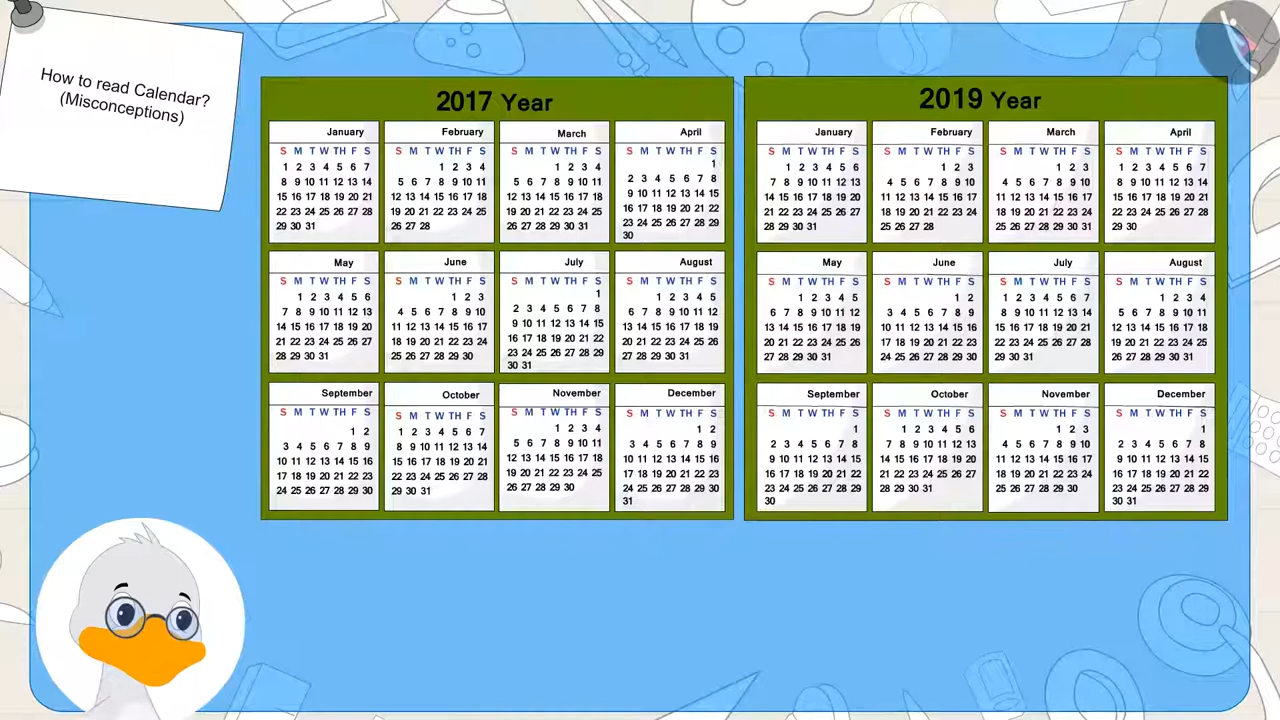 How to read Calendar?
(Misconceptions)
2017 Year
January
S M T W TH F S
1 2 3 4 5 6 7
8 9 10 11 12 13 14
15 16 17 18 19 20 21
22 23 24 25 26 27 28
29 30 31
February
S M T W TH F S
1 2 3 4
5 6 7 8 9 10 11
12 13 14 15 16 17 18
19 20 21 22 23 24 25
26 27 28
March
S M T W TH F S
1 2 3 4
5 6 7 8 9 10 11
12 13 14 15 16 17 18
19 20 21 22 23 24 25
26 27 28 29 30 31
April
S M T W TH F S
1
2 3 4 5 6 7 8
9 10 11 12 13 14 15
16 17 18 19 20 21 22
23 24 25 26 27 28 29
30
May
S M T W TH F S
1 2 3 4 5 6
7 8 9 10 11 12 13
14 15 16 17 18 19 20
21 22 23 24 25 26 27
28 29 30 31
June
S M T W TH F S
1 2 3
4 5 6 7 8 9 10
11 12 13 14 15 16 17
18 19 20 21 22 23 24
25 26 27 28 29 30
July
S M T W TH F S
1
2 3 4 5 6 7 8
9 10 11 12 13 14 15
16 17 18 19 20 21 22
23 24 25 26 27 28 29
30 31
August
S M T W TH F S
1 2 3 4 5
6 7 8 9 10 11 12
13 14 15 16 17 18 19
20 21 22 23 24 25 26
27 28 29 30 31
September
S M T W TH F S
1 2
3 4 5 6 7 8 9
10 11 12 13 14 15 16
17 18 19 20 21 22 23
24 25 26 27 28 29 30
October
S M T W TH F S
1 2 3 4 5 6 7
8 9 10 11 12 13 14
15 16 17 18 19 20 21
22 23 24 25 26 27 28
29 30 31
November
S M T W TH F S
1 2 3 4
5 6 7 8 9 10 11
12 13 14 15 16 17 18
19 20 21 22 23 24 25
26 27 28 29 30
December
S M T W TH F S
1 2
3 4 5 6 7 8 9
10 11 12 13 14 15 16
17 18 19 20 21 22 23
24 25 26 27 28 29 30
31
2019 Year
January
S M T W TH F S
1 2 3 4 5 6
7 8 9 10 11 12 13
14 15 16 17 18 19 20
21 22 23 24 25 26 27
28 29 30 31
February
S M T W TH F S
1 2 3
4 5 6 7 8 9 10
11 12 13 14 15 16 17
18 19 20 21 22 23 24
25 26 27 28
March
S M T W TH F S
1 2 3
4 5 6 7 8 9 10
11 12 13 14 15 16 17
18 19 20 21 22 23 24
25 26 27 28 29 30 31
April
S M T W TH F S
1 2 3 4 5 6 7
8 9 10 11 12 13 14
15 16 17 18 19 20 21
22 23 24 25 26 27 28
29 30
May
S M T W TH F S
1 2 3 4 5
6 7 8 9 10 11 12
13 14 15 16 17 18 19
20 21 22 23 24 25 26
27 28 29 30 31
June
S M T W TH F S
1 2
3 4 5 6 7 8 9
10 11 12 13 14 15 16
17 18 19 20 21 22 23
24 25 26 27 28 29 30
July
S M T W TH F S
1 2 3 4 5 6 7
8 9 10 11 12 13 14
15 16 17 18 19 20 21
22 23 24 25 26 27 28
29 30 31
August
S M T W TH F S
1 2 3 4
5 6 7 8 9 10 11
12 13 14 15 16 17 18
19 20 21 22 23 24 25
26 27 28 29 30 31
September
S M T W TH F S
1
2 3 4 5 6 7 8
9 10 11 12 13 14 15
16 17 18 19 20 21 22
23 24 25 26 27 28 29
30
October
S M T W TH F S
1 2 3 4 5 6
7 8 9 10 11 12 13
14 15 16 17 18 19 20
21 22 23 24 25 26 27
28 29 30 31
November
S M T W TH F S
1 2 3
4 5 6 7 8 9 10
11 12 13 14 15 16 17
18 19 20 21 22 23 24
25 26 27 28 29 30
December
S M T W TH F S
1
2 3 4 5 6 7 8
9 10 11 12 13 14 15
16 17 18 19 20 21 22
23 24 25 26 27 28 29
30 31